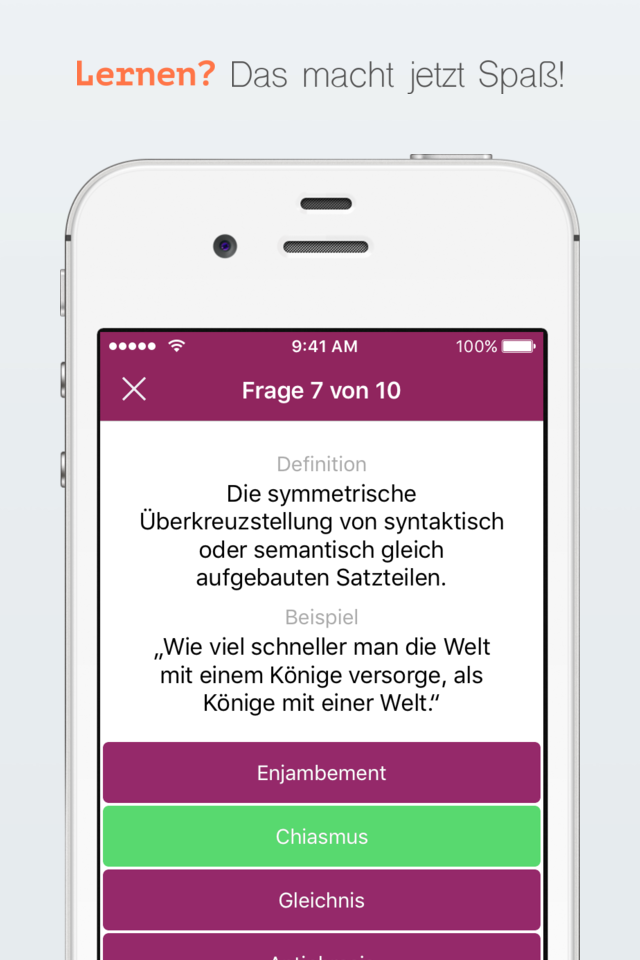 Lernen? Das macht jetzt Spaß!
9:41 AM
100%
Frage 7 von 10
Definition
Die symmetrische
Überkreuzstellung von syntaktisch
oder semantisch gleich
aufgebauten Satzteilen.
Beispiel
„Wie viel schneller man die Welt
mit einem Könige versorge, als
Könige mit einer Welt.“
Enjambement
Chiasmus
Gleichnis